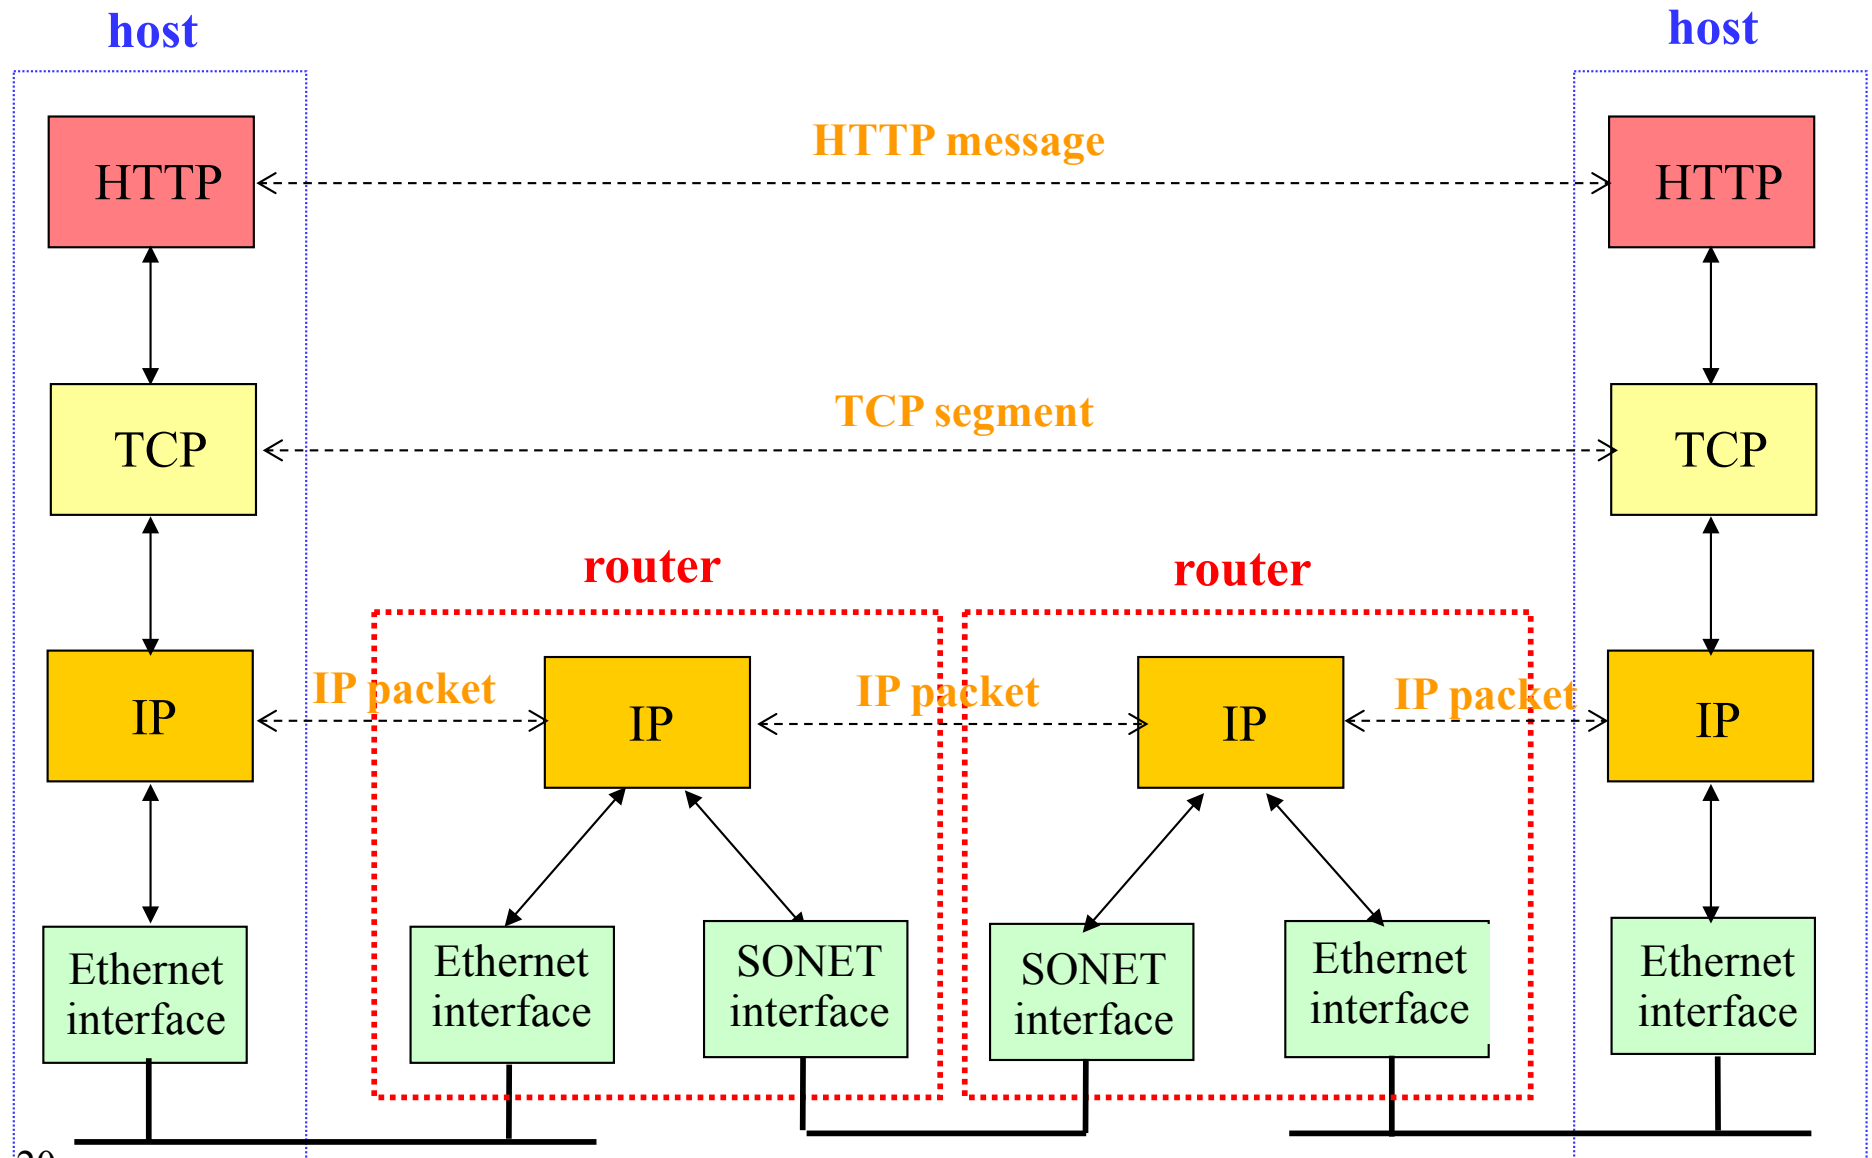 host
host
HTTP message
HTTP
HTTP
TCP segment
TCP
TCP
router
router
IP packet
IP packet
IP packet
IP
IP
IP
IP
Ethernet
interface
Ethernet
interface
SONET
interface
SONET
interface
Ethernet
interface
Ethernet
interface
20